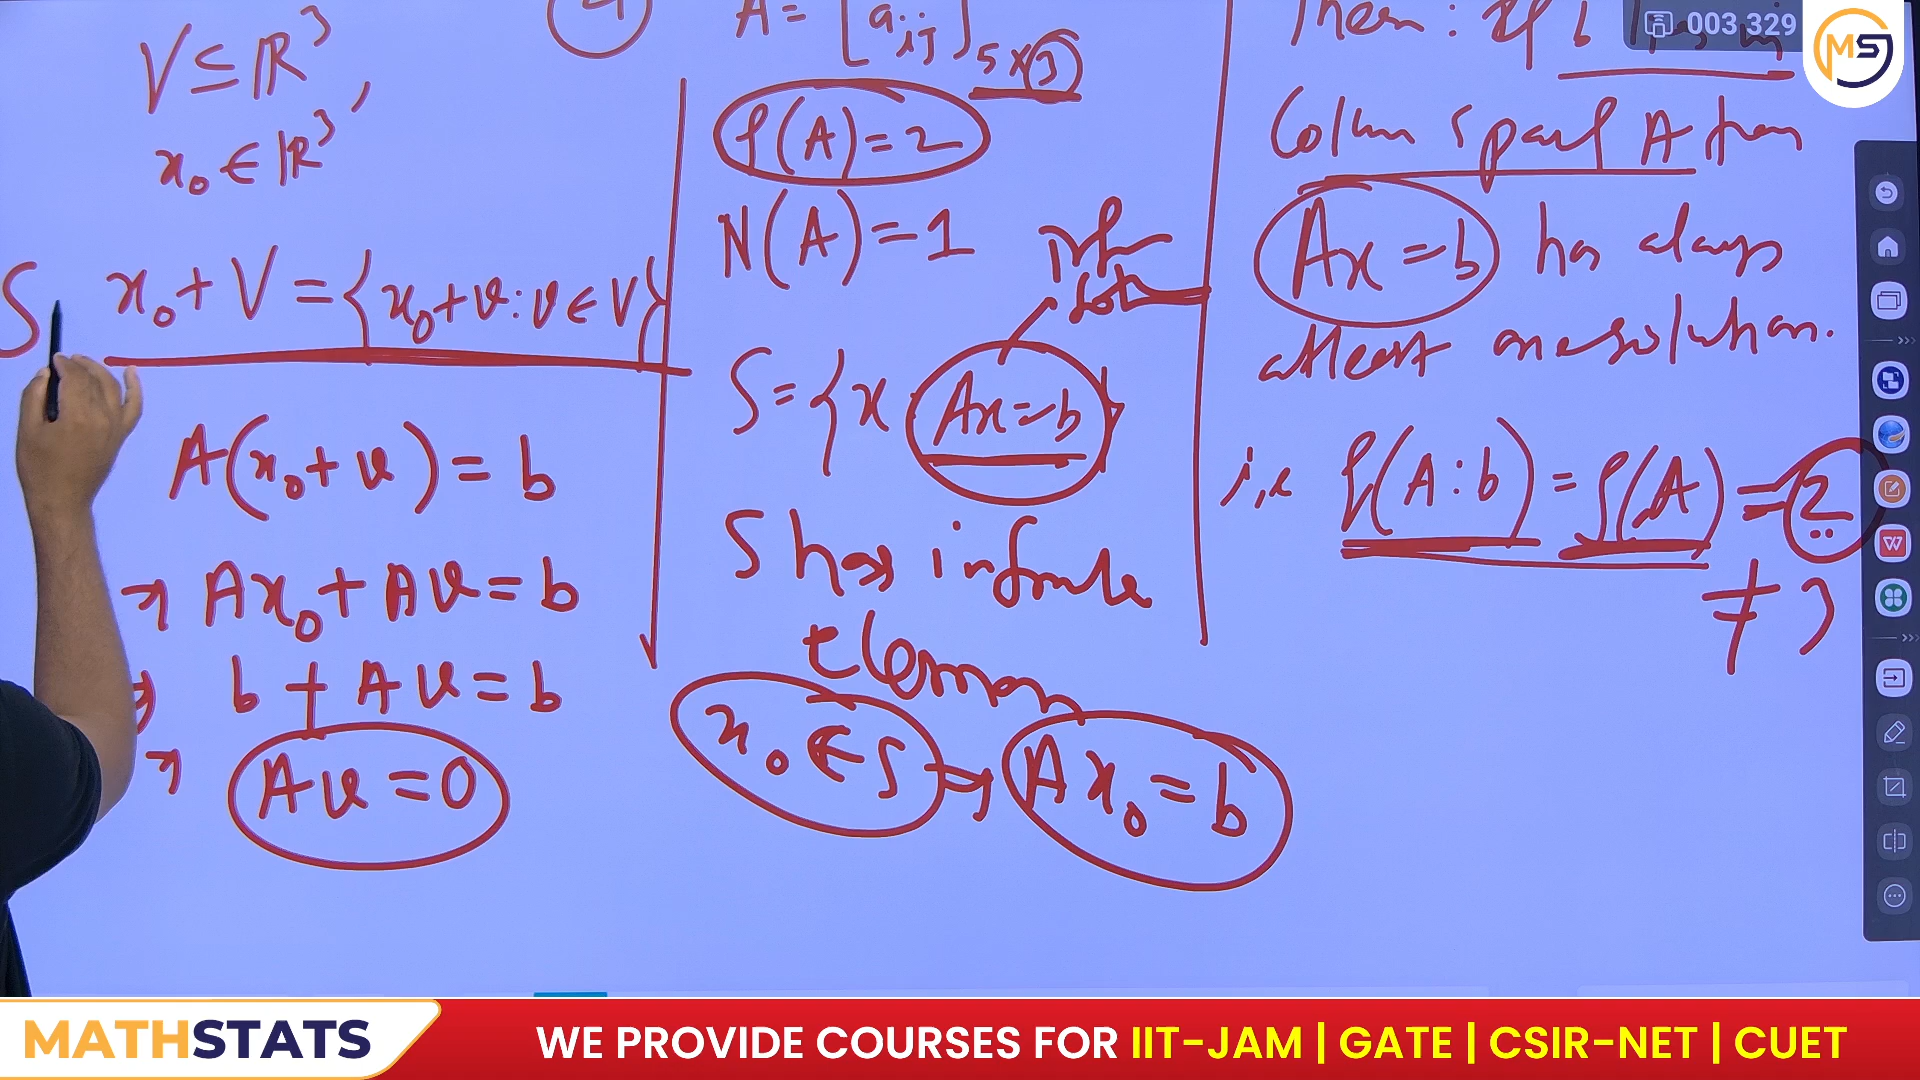 V ⊆ ℝ³,
x₀ ∈ ℝ³,
S x₀ + V = {x₀ + v : v ∈ V}
A(x₀ + v) = b
⇒ Ax₀ + Av = b
⇒ b + Av = b
⇒ Av = 0
4
A = [aᵢⱼ]₅ₓ₃
ρ(A) = 2
N(A) = 1
S = {x Ax = b}
S has infinite
element
x₀ ∈ S ⇒ Ax₀ = b
Then : If b
Column space of A then
Ax = b has always
atleast one solution.
i.e ρ(A : b) = ρ(A) = 2
≠ 3
003 329
MS
MATHSTATS
WE PROVIDE COURSES FOR IIT-JAM | GATE | CSIR-NET | CUET